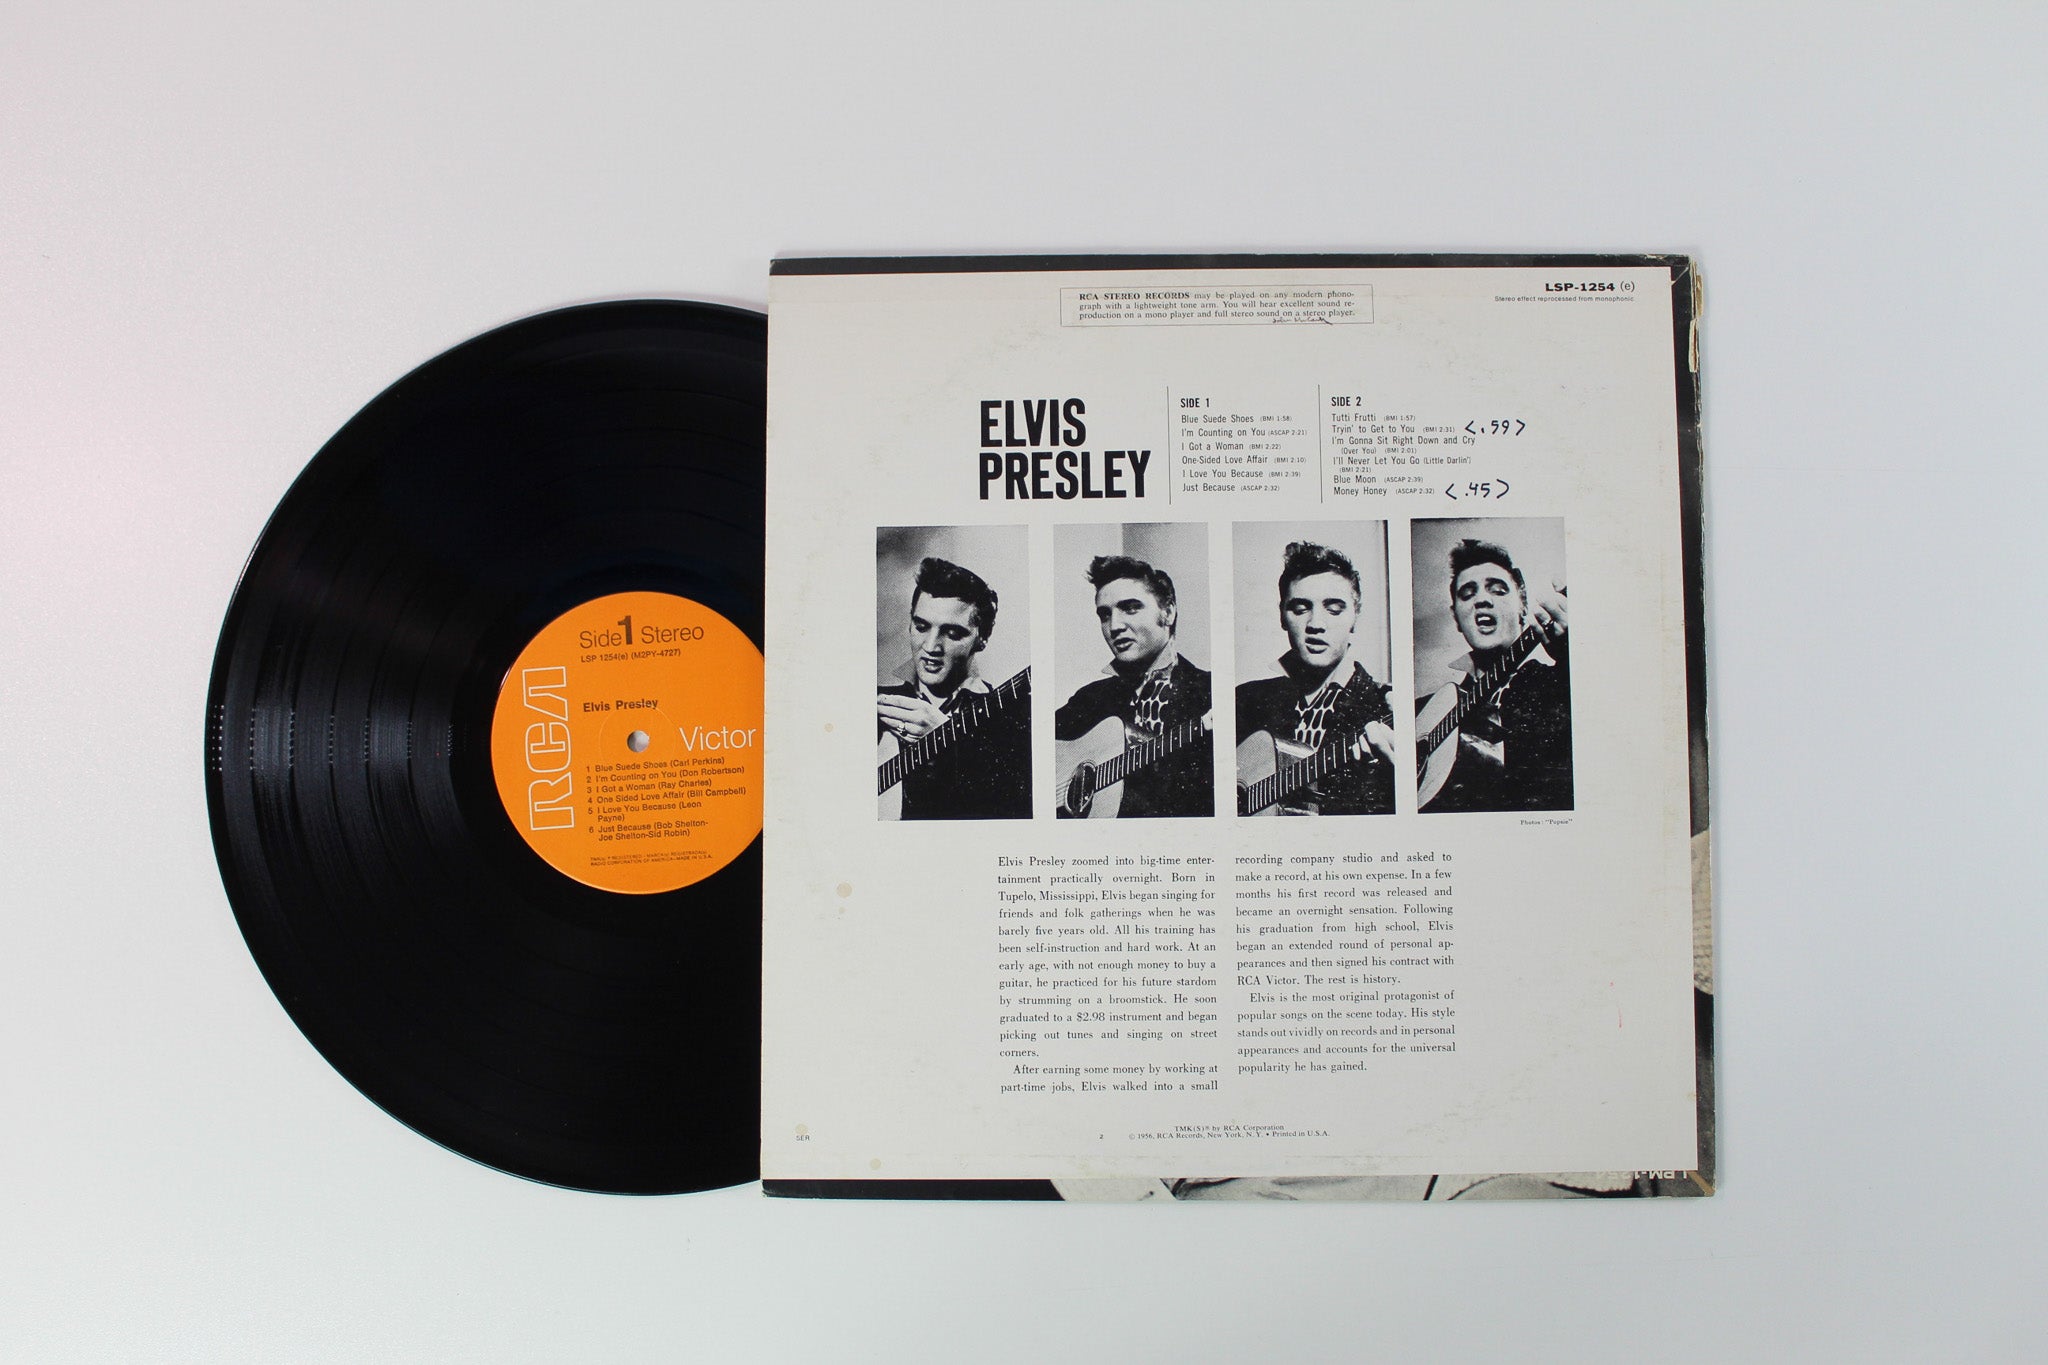 Side 1 Stereo
LSP 1254(e) (M2PY-4727)
Elvis Presley
RCA
Victor
1 Blue Suede Shoes (Carl Perkins)
2 I'm Counting on You (Don Robertson)
3 I Got a Woman (Ray Charles)
4 One Sided Love Affair (Bill Campbell)
5 I Love You Because (Leon
Payne)
6 Just Because (Bob Shelton-
Joe Shelton-Sid Robin)
TMK(s) ® REGISTERED - MARCA(s) REGISTRADA(s)
RADIO CORPORATION OF AMERICA-MADE IN U.S.A.
RCA STEREO RECORDS may be played on any modern phono-
graph with a lightweight tone arm. You will hear excellent sound re-
production on a mono player and full stereo sound on a stereo player.
LSP-1254 (e)
Stereo effect reprocessed from monophonic
ELVIS
PRESLEY
SIDE 1
Blue Suede Shoes (BMI 1:58)
I'm Counting on You (ASCAP 2:21)
I Got a Woman (BMI 2:22)
One-Sided Love Affair (BMI 2:10)
I Love You Because (BMI 2:39)
Just Because (ASCAP 2:32)
SIDE 2
Tutti Frutti (BMI 1:57)
Tryin' to Get to You (BMI 2:31) <.59>
I'm Gonna Sit Right Down and Cry
(Over You) (BMI 2:01)
I'll Never Let You Go (Little Darlin')
(BMI 2:21)
Blue Moon (ASCAP 2:39)
Money Honey (ASCAP 2:32) <.45>
Photos: "Popsie"
Elvis Presley zoomed into big-time enter-
tainment practically overnight. Born in
Tupelo, Mississippi, Elvis began singing for
friends and folk gatherings when he was
barely five years old. All his training has
been self-instruction and hard work. At an
early age, with not enough money to buy a
guitar, he practiced for his future stardom
by strumming on a broomstick. He soon
graduated to a $2.98 instrument and began
picking out tunes and singing on street
corners.
After earning some money by working at
part-time jobs, Elvis walked into a small
recording company studio and asked to
make a record, at his own expense. In a few
months his first record was released and
became an overnight sensation. Following
his graduation from high school, Elvis
began an extended round of personal ap-
pearances and then signed his contract with
RCA Victor. The rest is history.
Elvis is the most original protagonist of
popular songs on the scene today. His style
stands out vividly on records and in personal
appearances and accounts for the universal
popularity he has gained.
TMK(S) ® by RCA Corporation
© 1956, RCA Records, New York, N. Y. • Printed in U.S.A.
SER
2
LPM-1254